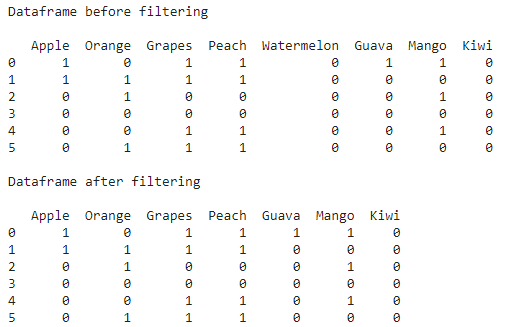 Dataframe before filtering
Apple Orange Grapes Peach Watermelon Guava Mango Kiwi
0 1 0 1 1 0 1 1 0
1 1 1 1 1 0 0 0 0
2 0 1 0 0 0 0 1 0
3 0 0 0 0 0 0 0 0
4 0 0 1 1 0 0 1 0
5 0 1 1 1 0 0 0 0
Dataframe after filtering
Apple Orange Grapes Peach Guava Mango Kiwi
0 1 0 1 1 1 1 0
1 1 1 1 1 0 0 0
2 0 1 0 0 0 1 0
3 0 0 0 0 0 0 0
4 0 0 1 1 0 1 0
5 0 1 1 1 0 0 0